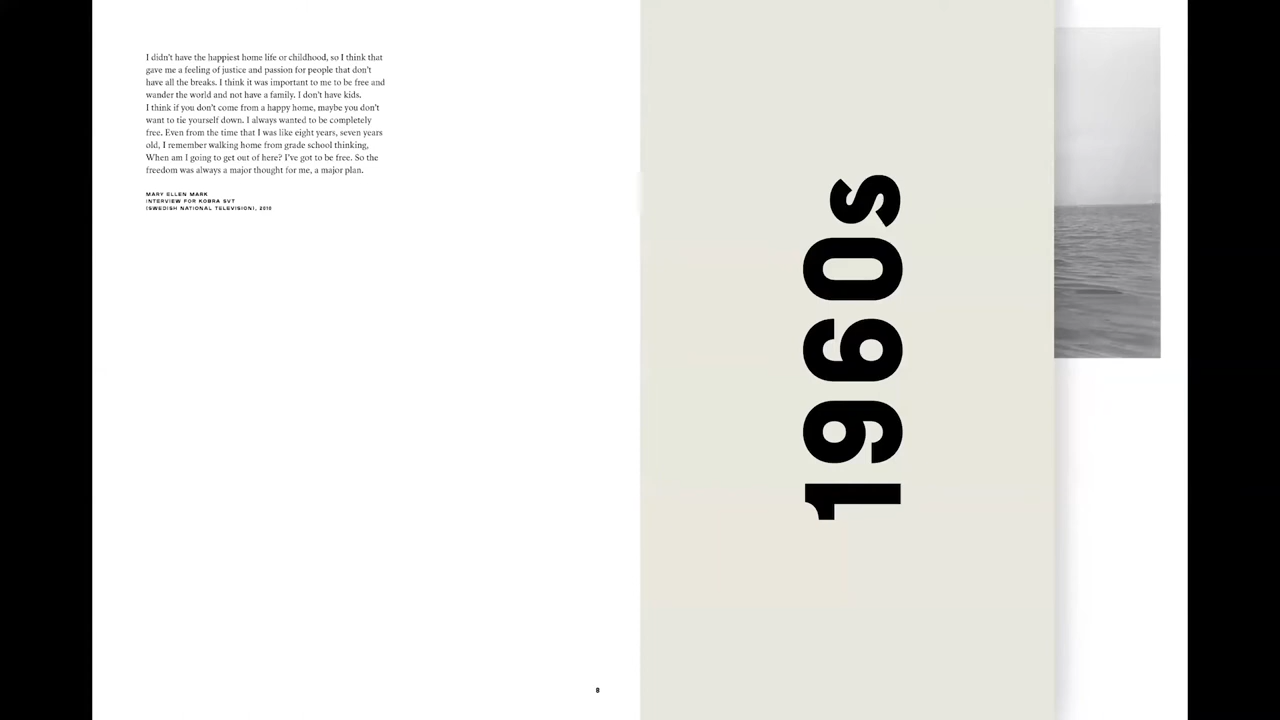 I didn't have the happiest home life or childhood, so I think that
gave me a feeling of justice and passion for people that don't
have all the breaks. I think it was important to me to be free and
wander the world and not have a family. I don't have kids.
I think if you don't come from a happy home, maybe you don't
want to tie yourself down. I always wanted to be completely
free. Even from the time that I was like eight years, seven years
old, I remember walking home from grade school thinking,
When am I going to get out of here? I've got to be free. So the
freedom was always a major thought for me, a major plan.
MARY ELLEN MARK
INTERVIEW FOR KOBRA SVT
(SWEDISH NATIONAL TELEVISION), 2010
8
1960s